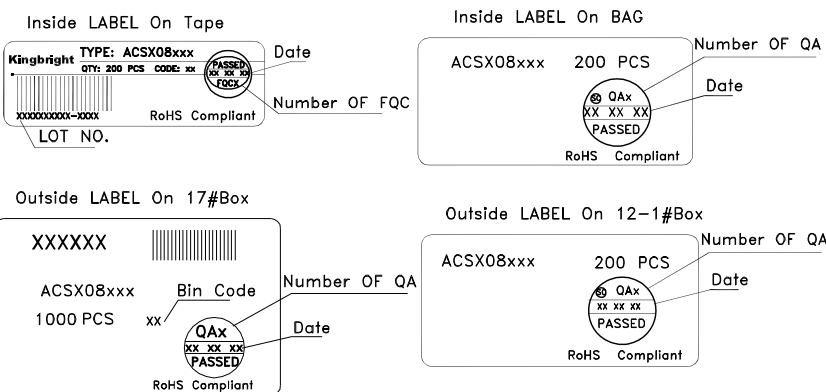 Inside LABEL On Tape
Kingbright
TYPE: ACSX08xxx
QTY: 200 PCS CODE: xx
PASSED
XX XX XX
FQCX
Date
Number OF FQC
XXXXXXXXXX-XXXX
RoHS Compliant
LOT NO.
Inside LABEL On BAG
ACSX08xxx 200 PCS
Number OF QA
QAx
XX XX XX
PASSED
Date
RoHS Compliant
Outside LABEL On 17#Box
XXXXXX
ACSX08xxx Bin Code
1000 PCS xx
Number OF QA
QAx
XX XX XX
PASSED
Date
RoHS Compliant
Outside LABEL On 12-1#Box
ACSX08xxx 200 PCS
Number OF QA
QAx
XX XX XX
PASSED
Date
RoHS Compliant